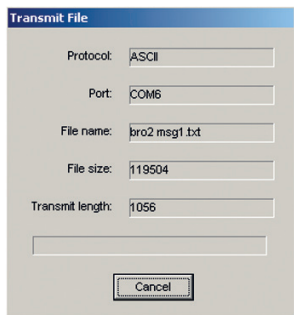 Transmit File
Protocol: ASCII
Port: COM6
File name: bro2 msg1.txt
File size: 119504
Transmit length: 1056
Cancel